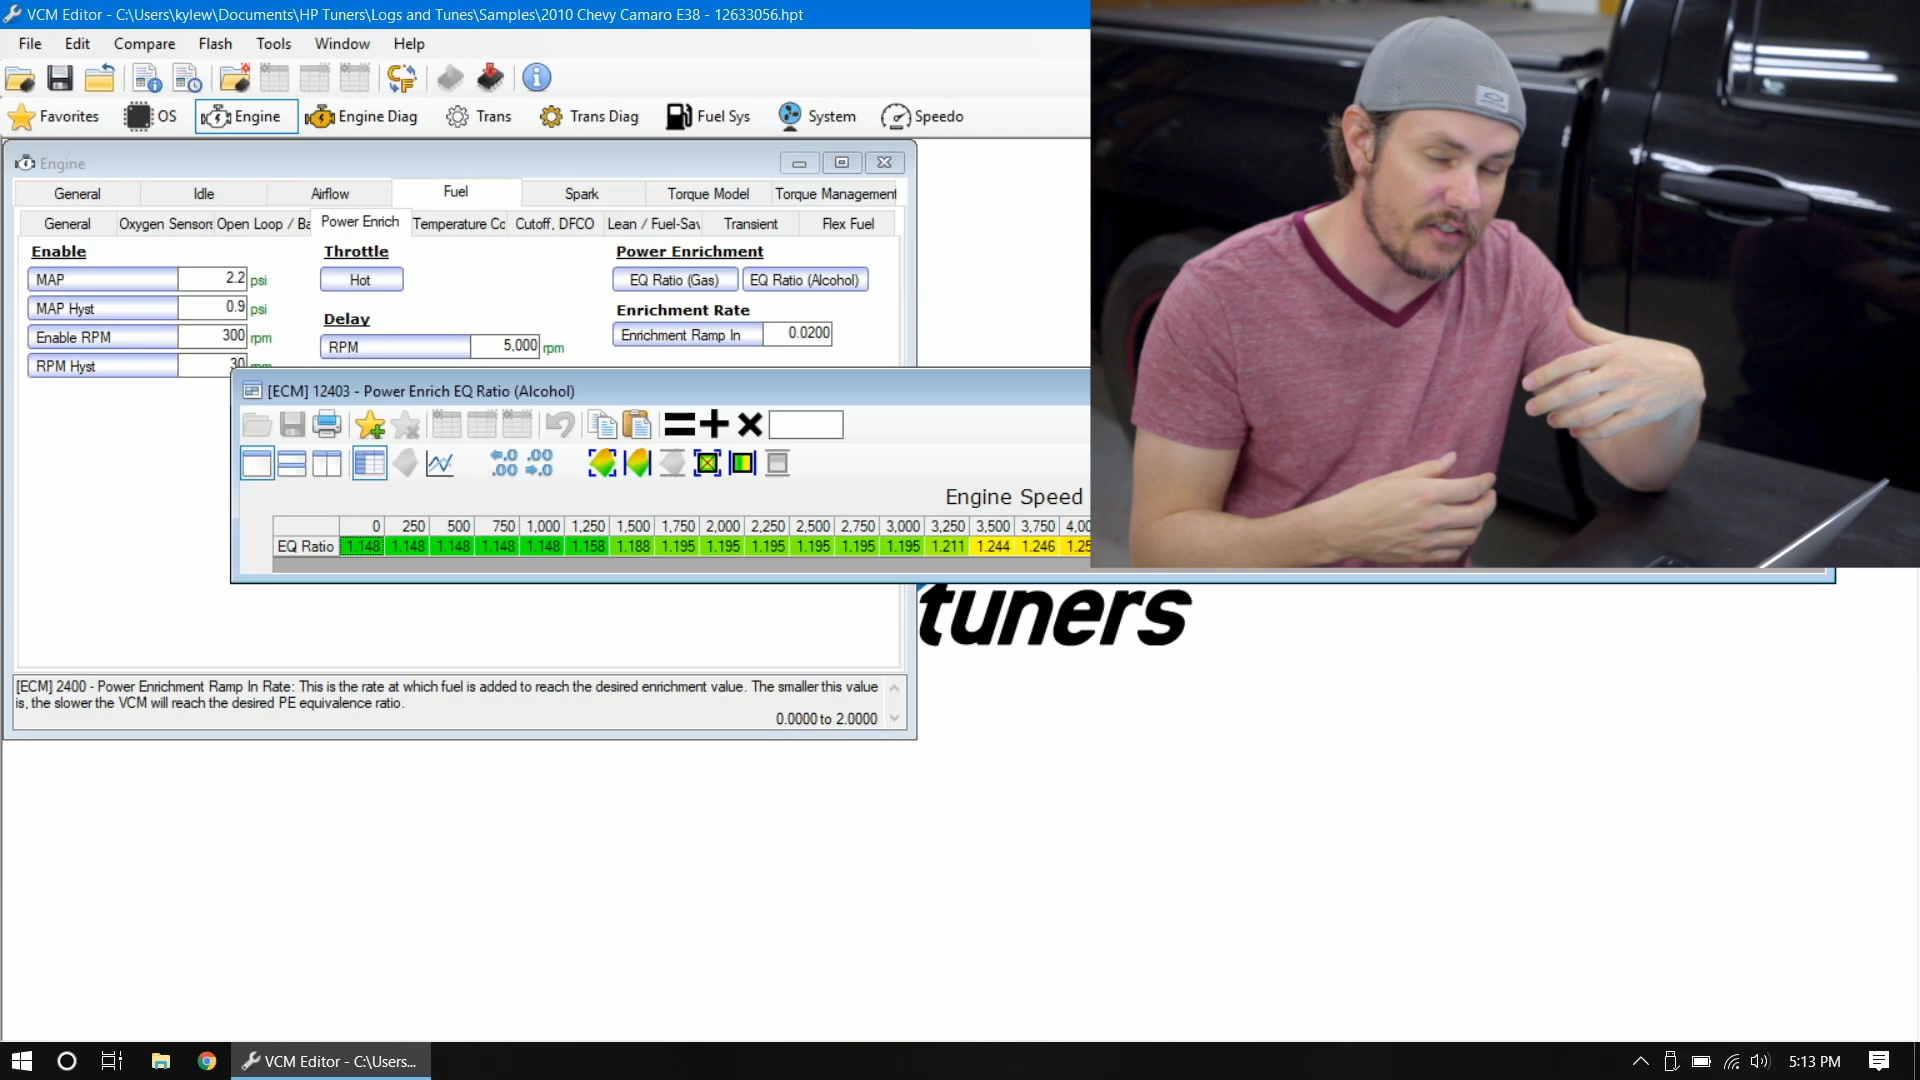 VCM Editor - C:\Users\kylew\Documents\HP Tuners\Logs and Tunes\Samples\2010 Chevy Camaro E38 - 12633056.hpt
File Edit Compare Flash Tools Window Help
Favorites OS Engine Engine Diag Trans Trans Diag Fuel Sys System Speedo
Engine
General Idle Airflow Fuel Spark Torque Model Torque Management
General Oxygen Sensors Open Loop / Ba Power Enrich Temperature Co Cutoff, DFCO Lean / Fuel-Sav Transient Flex Fuel
Enable Throttle Power Enrichment
MAP 2.2 psi Hot EQ Ratio (Gas) EQ Ratio (Alcohol)
MAP Hyst 0.9 psi Delay Enrichment Rate
Enable RPM 300 rpm RPM 5,000 rpm Enrichment Ramp In 0.0200
RPM Hyst 30 rpm
[ECM] 12403 - Power Enrich EQ Ratio (Alcohol)
Engine Speed
0 250 500 750 1,000 1,250 1,500 1,750 2,000 2,250 2,500 2,750 3,000 3,250 3,500 3,750 4,00
EQ Ratio 1.148 1.148 1.148 1.148 1.148 1.158 1.188 1.195 1.195 1.195 1.195 1.195 1.195 1.211 1.244 1.246 1.25
tuners
[ECM] 2400 - Power Enrichment Ramp In Rate: This is the rate at which fuel is added to reach the desired enrichment value. The smaller this value
is, the slower the VCM will reach the desired PE equivalence ratio.
0.0000 to 2.0000
VCM Editor - C:\Users... 5:13 PM